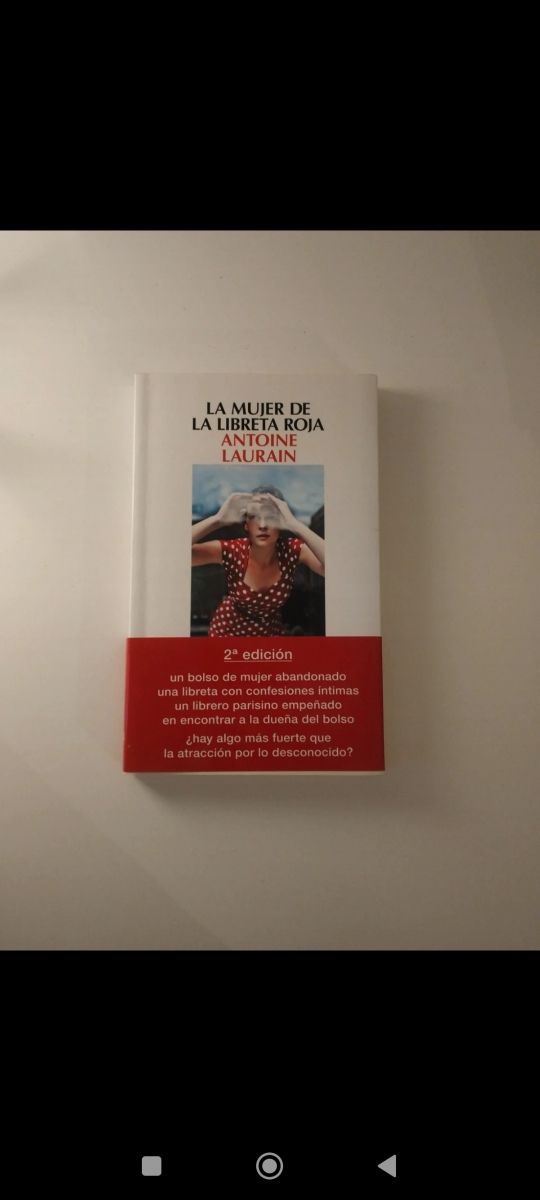 LA MUJER DE
LA LIBRETA ROJA
ANTOINE
LAURAIN
2ª edición
un bolso de mujer abandonado
una libreta con confesiones íntimas
un librero parisino empeñado
en encontrar a la dueña del bolso
¿hay algo más fuerte que
la atracción por lo desconocido?